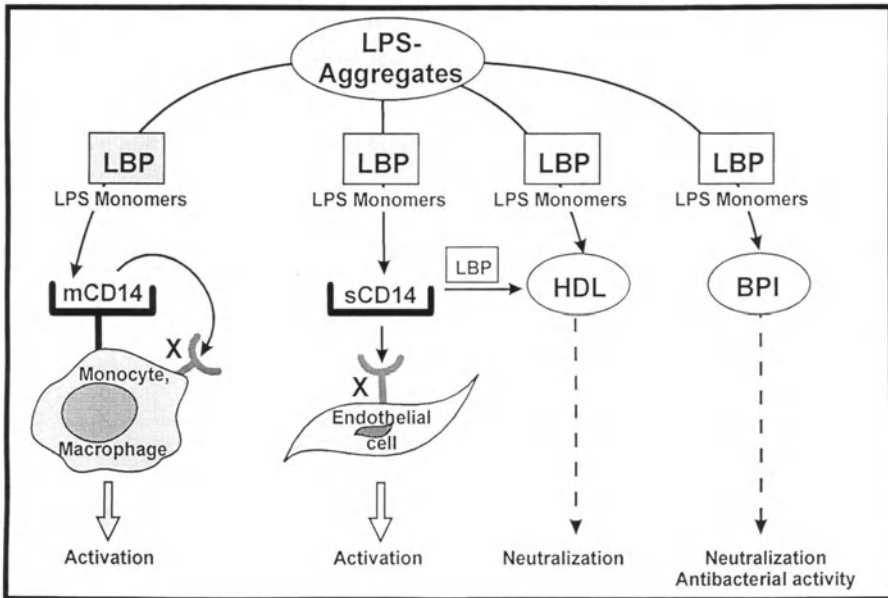 LPS-
Aggregates
LBP
LBP
LBP
LBP
LPS Monomers
LPS Monomers
LPS Monomers
LPS Monomers
mCD14
sCD14
LBP
HDL
BPI
X
X
Monocyte,
Macrophage
Endothelial
cell
Activation
Activation
Neutralization
Neutralization
Antibacterial activity